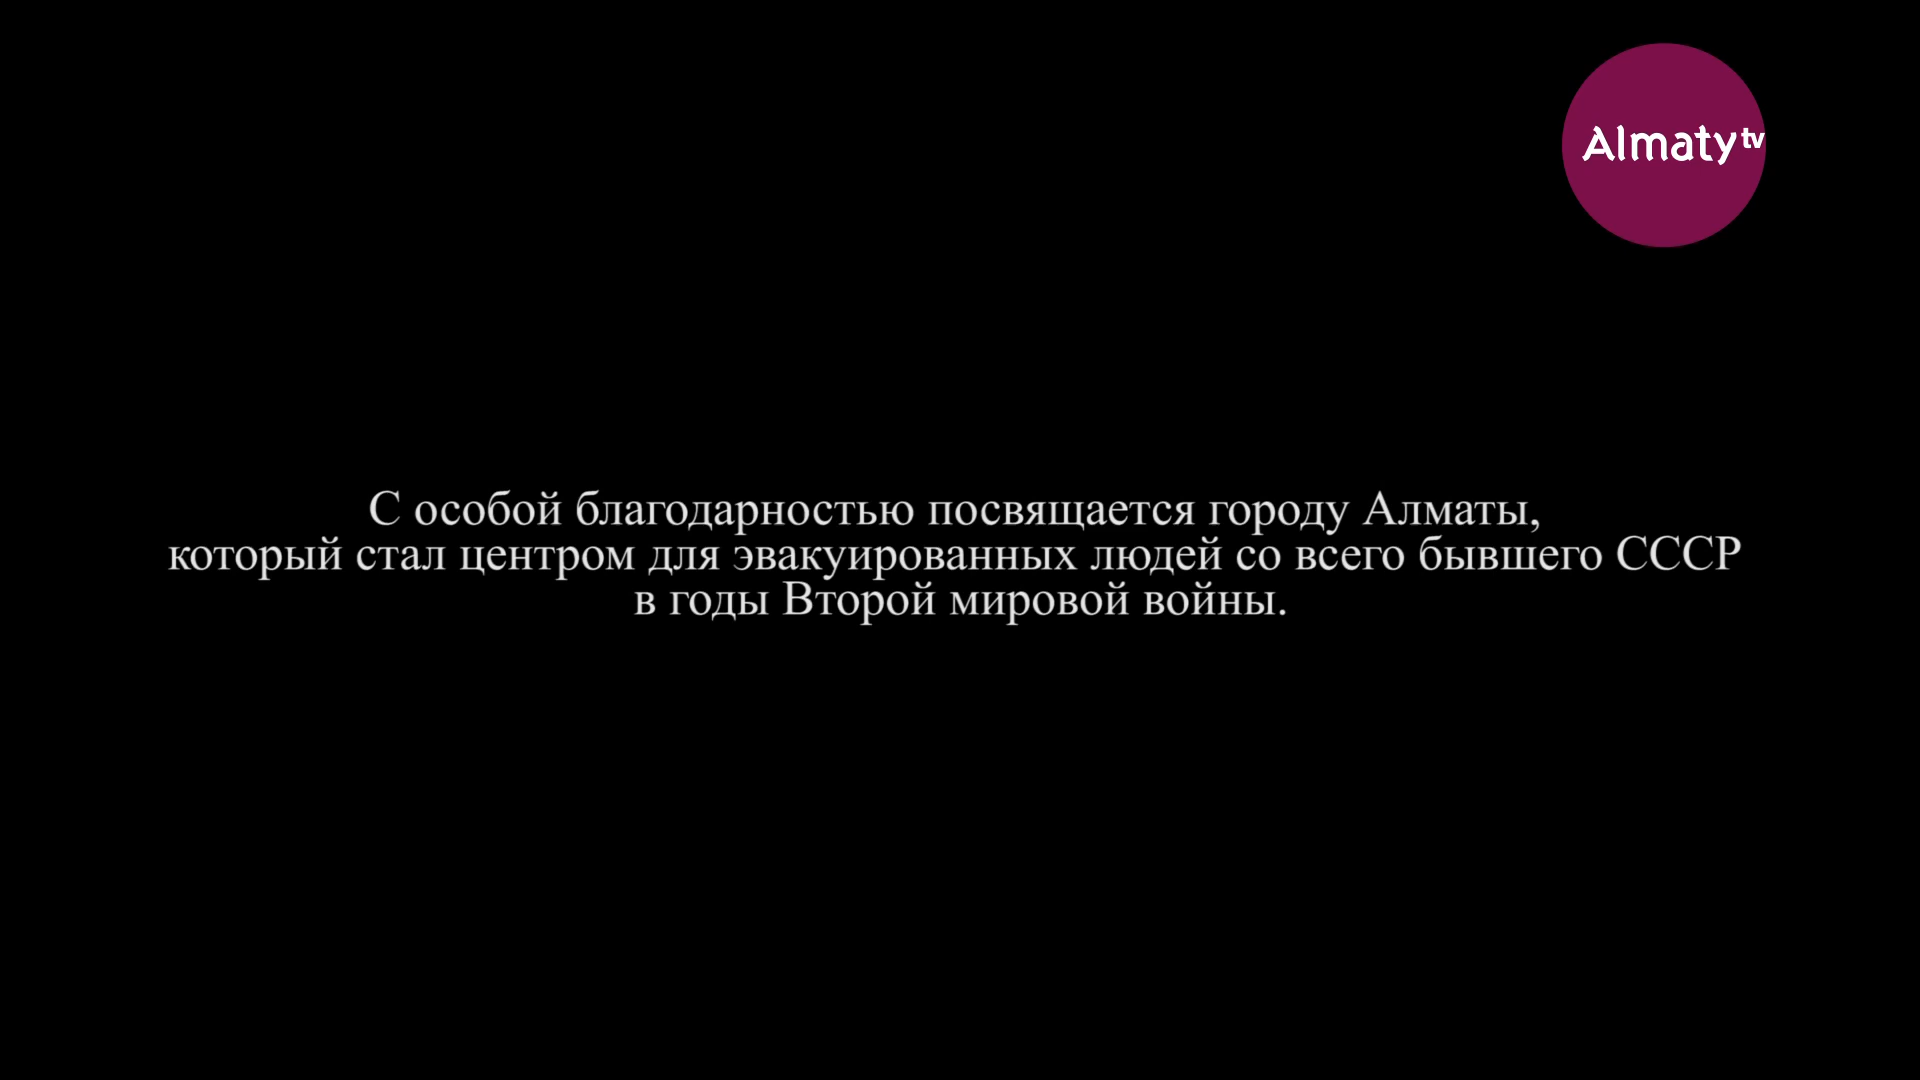 Almaty tv
С особой благодарностью посвящается городу Алматы,
который стал центром для эвакуированных людей со всего бывшего СССР
в годы Второй мировой войны.